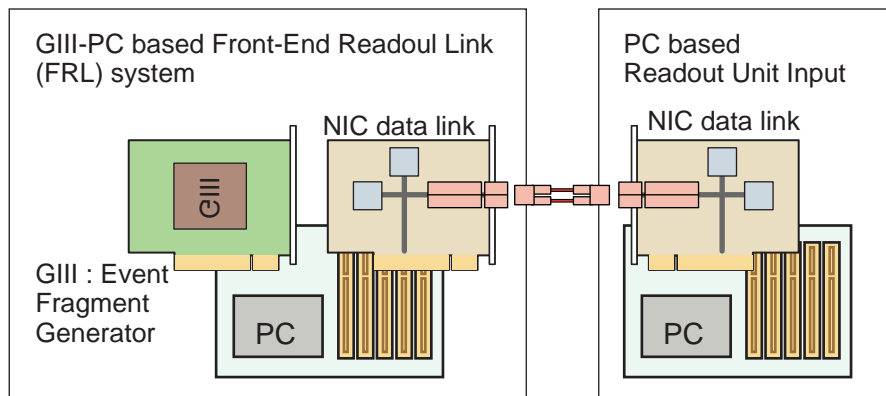 GIII-PC based Front-End Readoul Link
(FRL) system
NIC data link
GIII
GIII : Event
Fragment
Generator
PC
PC based
Readout Unit Input
NIC data link
PC